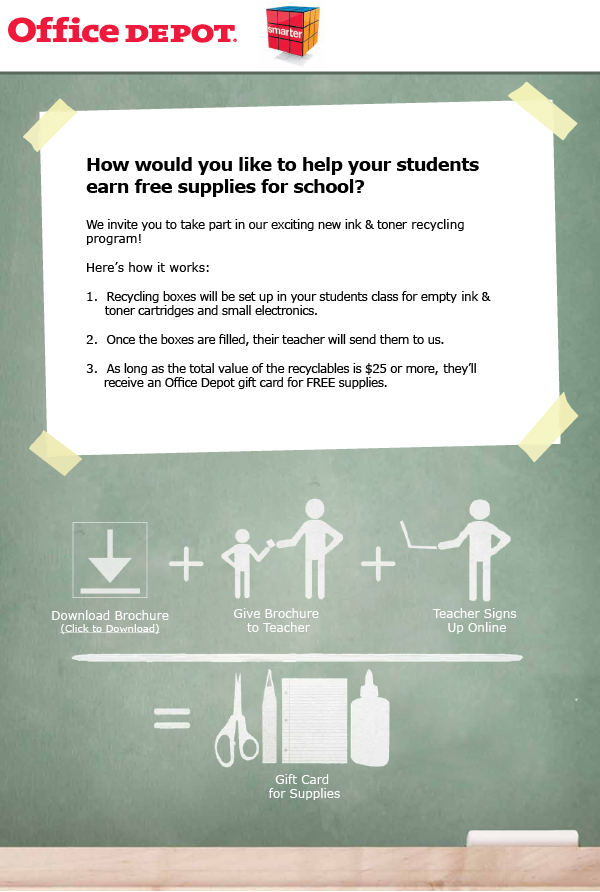 Office DEPOT.
smarter
How would you like to help your students
earn free supplies for school?
We invite you to take part in our exciting new ink & toner recycling
program!
Here's how it works:
1. Recycling boxes will be set up in your students class for empty ink &
toner cartridges and small electronics.
2. Once the boxes are filled, their teacher will send them to us.
3. As long as the total value of the recyclables is $25 or more, they'll
receive an Office Depot gift card for FREE supplies.
+ +
Download Brochure
(Click to Download)
Give Brochure
to Teacher
Teacher Signs
Up Online
=
Gift Card
for Supplies